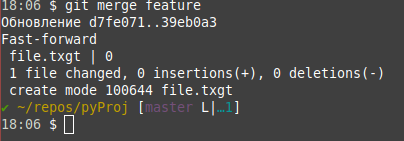 18:06 $ git merge feature
Обновление d7fe071..39eb0a3
Fast-forward
 file.txgt | 0
 1 file changed, 0 insertions(+), 0 deletions(-)
 create mode 100644 file.txgt
✔ ~/repos/pyProj [master L|…1]
18:06 $